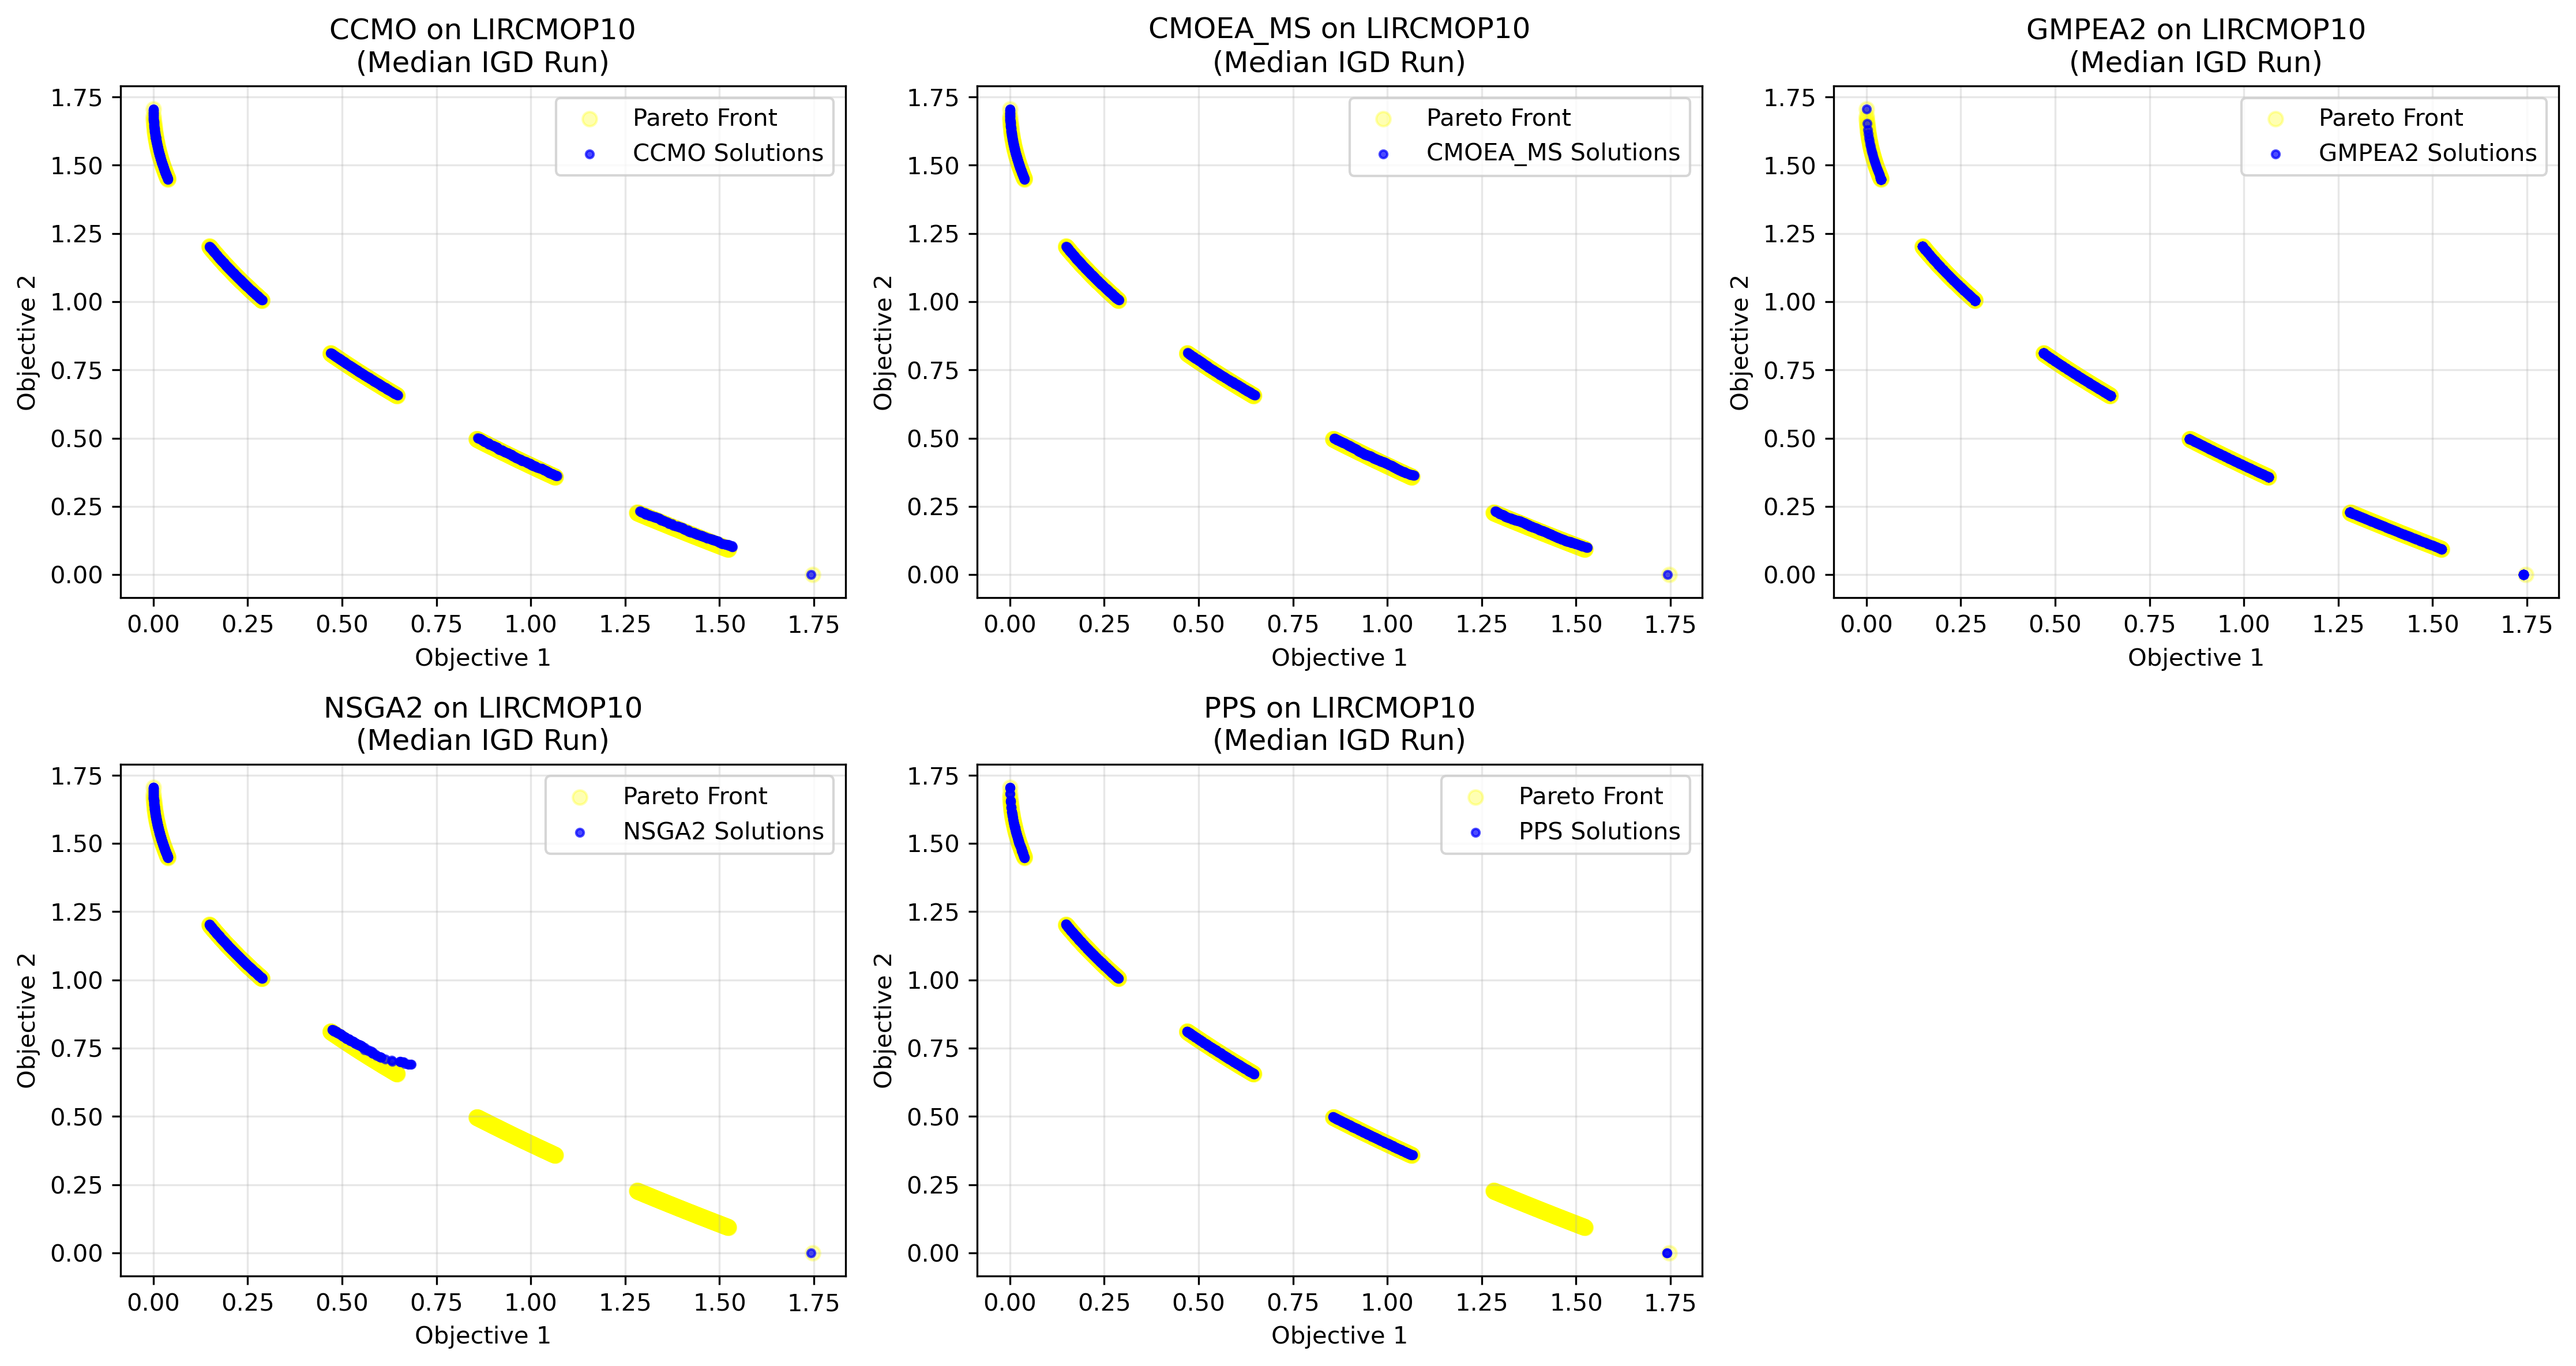 CCMO on LIRCMOP10
(Median IGD Run)
Pareto Front
CCMO Solutions
1.75
1.50
1.25
1.00
0.75
0.50
0.25
0.00
Objective 2
0.00 0.25 0.50 0.75 1.00 1.25 1.50 1.75
Objective 1
CMOEA_MS on LIRCMOP10
(Median IGD Run)
Pareto Front
CMOEA_MS Solutions
1.75
1.50
1.25
1.00
0.75
0.50
0.25
0.00
Objective 2
0.00 0.25 0.50 0.75 1.00 1.25 1.50 1.75
Objective 1
GMPEA2 on LIRCMOP10
(Median IGD Run)
Pareto Front
GMPEA2 Solutions
1.75
1.50
1.25
1.00
0.75
0.50
0.25
0.00
Objective 2
0.00 0.25 0.50 0.75 1.00 1.25 1.50 1.75
Objective 1
NSGA2 on LIRCMOP10
(Median IGD Run)
Pareto Front
NSGA2 Solutions
1.75
1.50
1.25
1.00
0.75
0.50
0.25
0.00
Objective 2
0.00 0.25 0.50 0.75 1.00 1.25 1.50 1.75
Objective 1
PPS on LIRCMOP10
(Median IGD Run)
Pareto Front
PPS Solutions
1.75
1.50
1.25
1.00
0.75
0.50
0.25
0.00
Objective 2
0.00 0.25 0.50 0.75 1.00 1.25 1.50 1.75
Objective 1